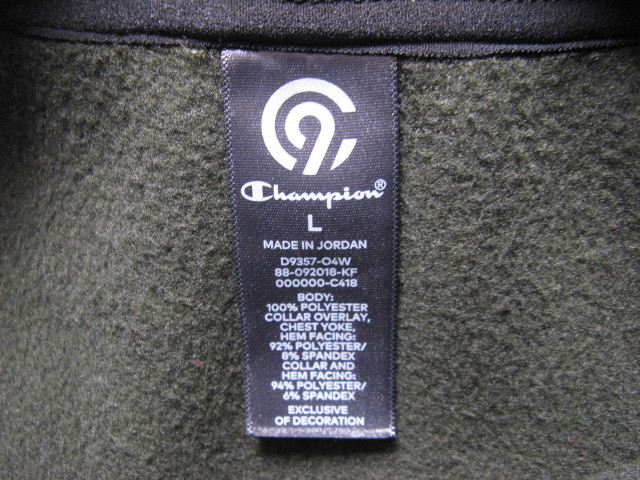 C9
Champion®
L
MADE IN JORDAN
D9357-O4W
88-092018-KF
000000-C418
BODY:
100% POLYESTER
COLLAR OVERLAY,
CHEST YOKE,
HEM FACING:
92% POLYESTER/
8% SPANDEX
COLLAR AND
HEM FACING:
94% POLYESTER/
6% SPANDEX
EXCLUSIVE
OF DECORATION